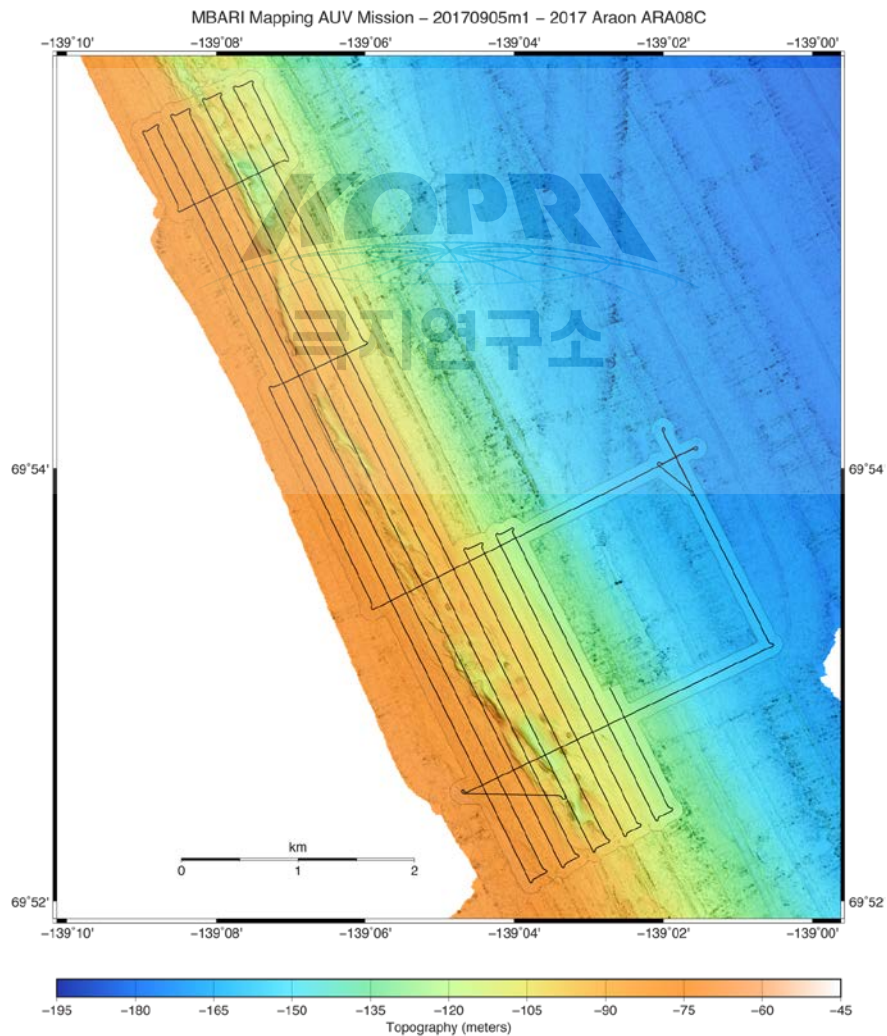 MBARI Mapping AUV Mission – 20170905m1 – 2017 Araon ARA08C
−139˚10' −139˚08' −139˚06' −139˚04' −139˚02' −139˚00'
KOPRI
극지연구소
69˚54' 69˚54'
km
0 1 2
69˚52' 69˚52'
−139˚10' −139˚08' −139˚06' −139˚04' −139˚02' −139˚00'
−195 −180 −165 −150 −135 −120 −105 −90 −75 −60 −45
Topography (meters)